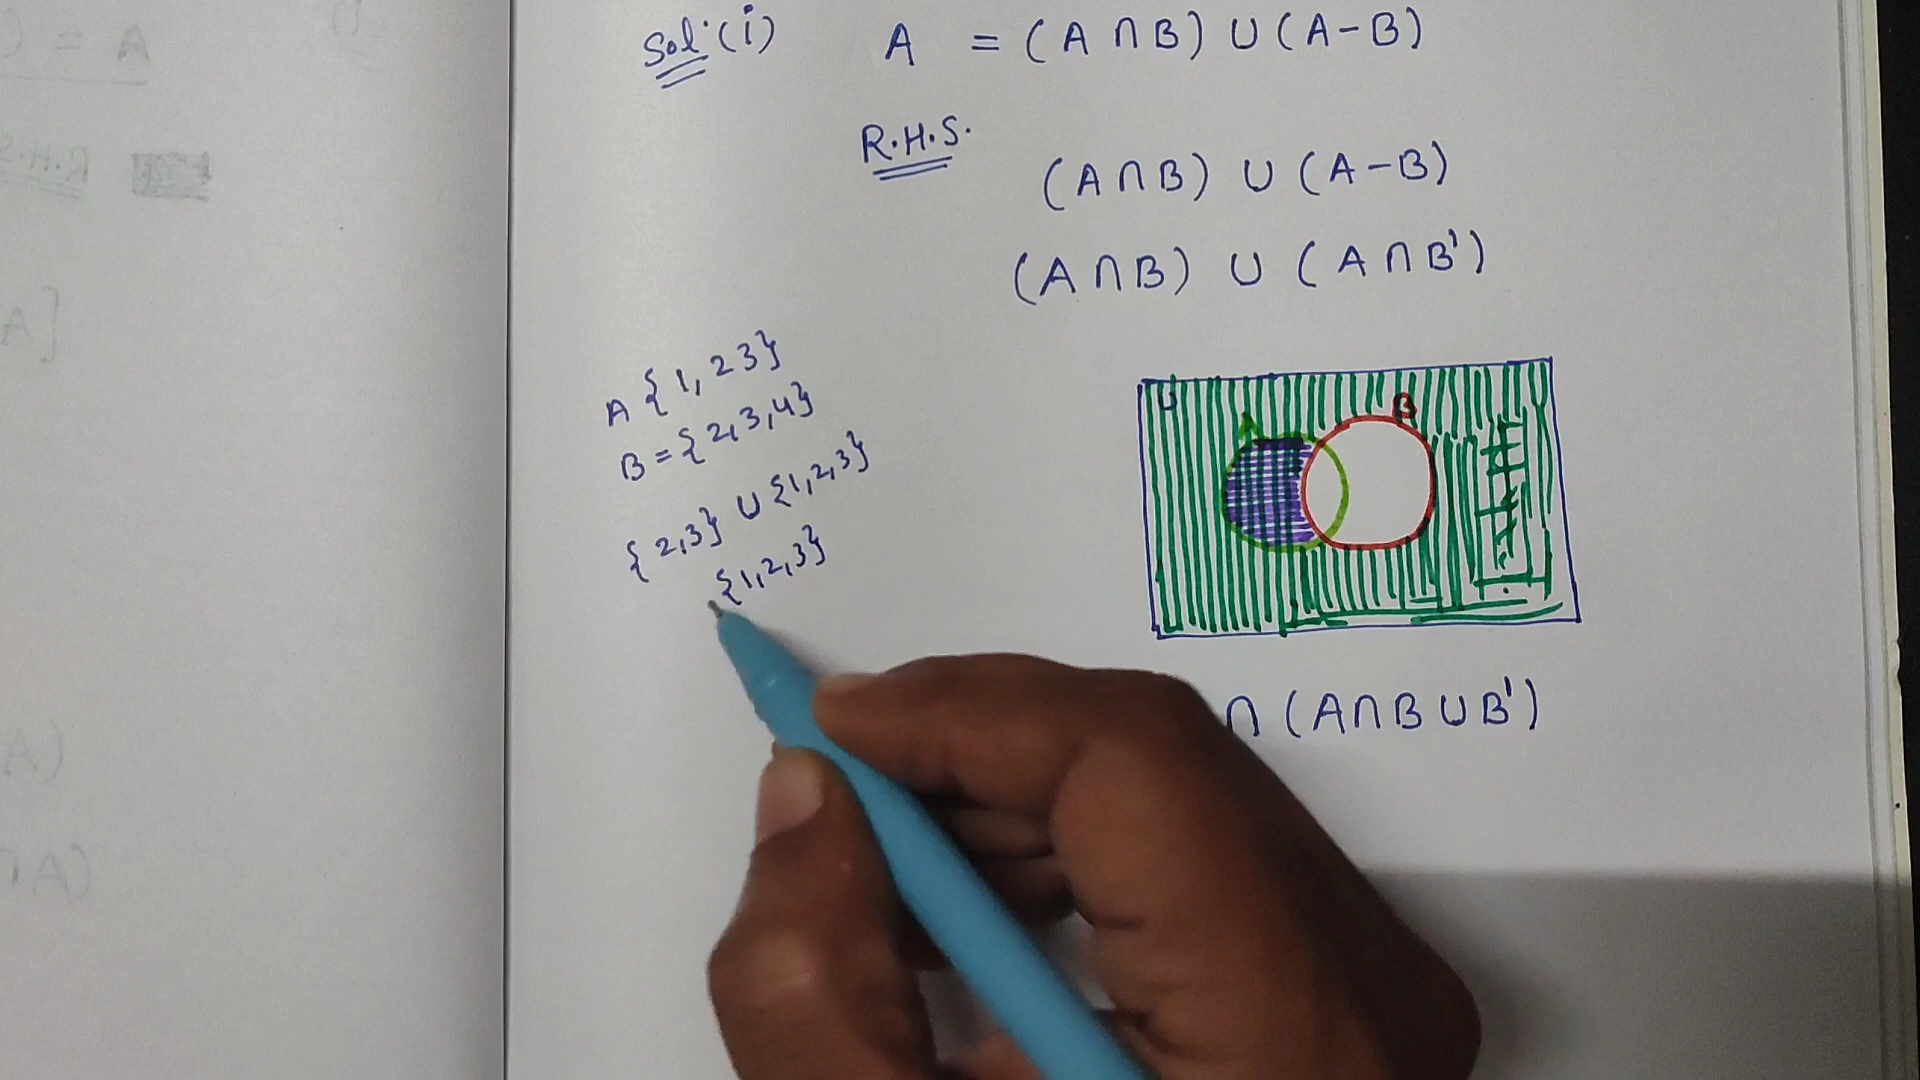 Sol. (i) A = (A ∩ B) ∪ (A - B)
R.H.S.
(A ∩ B) ∪ (A - B)
(A ∩ B) ∪ (A ∩ B')
A { 1, 2 3 }
B = { 2, 3, 4 }
{ 2, 3 } ∪ { 1, 2, 3 }
{ 1, 2, 3 }
U
A
B
∩ (A ∩ B ∪ B')